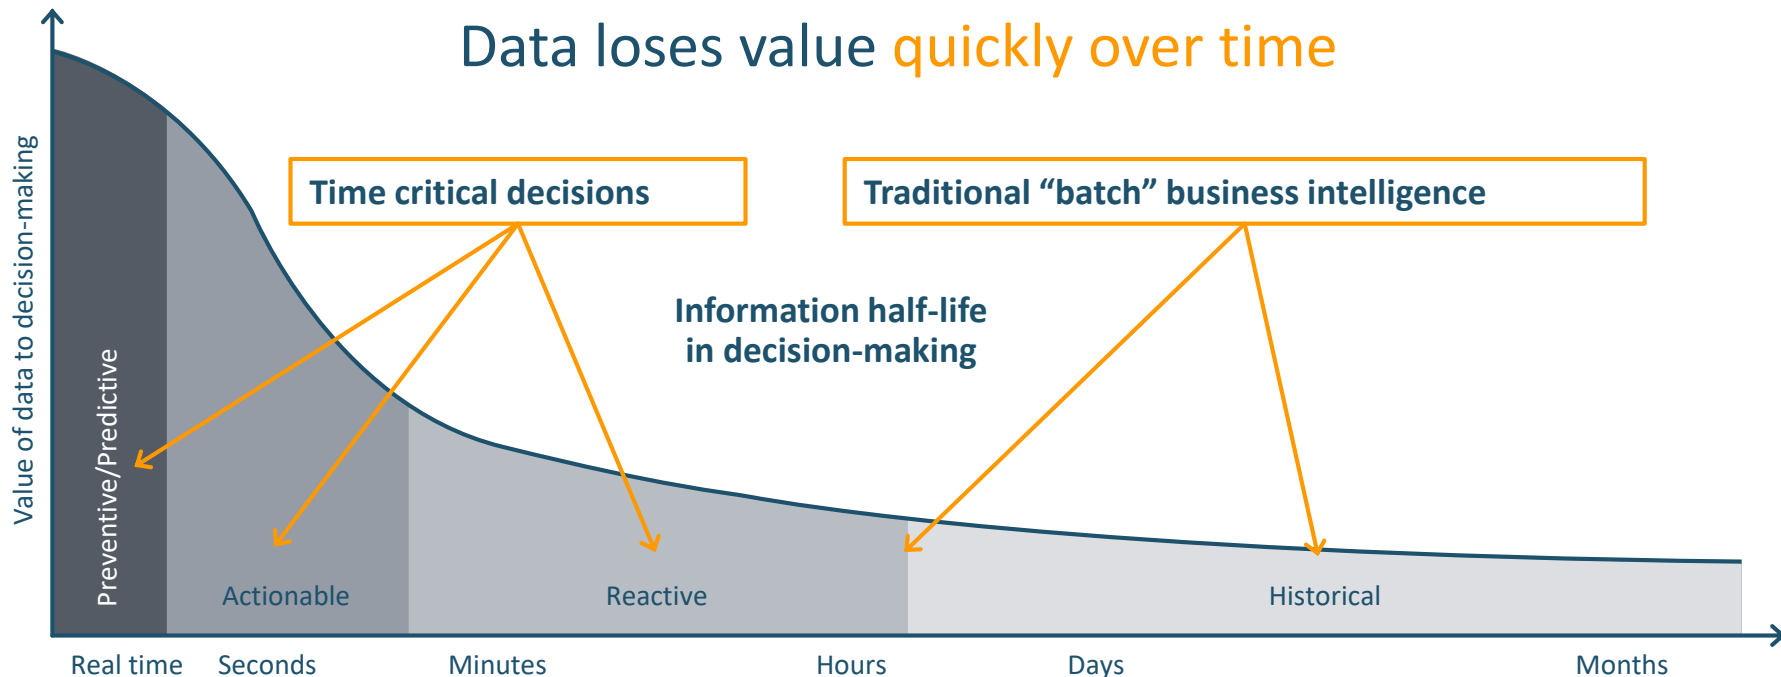 Data loses value quickly over time
Value of data to decision-making
Time critical decisions
Traditional “batch” business intelligence
Information half-life
in decision-making
Preventive/Predictive
Actionable
Reactive
Historical
Real time
Seconds
Minutes
Hours
Days
Months